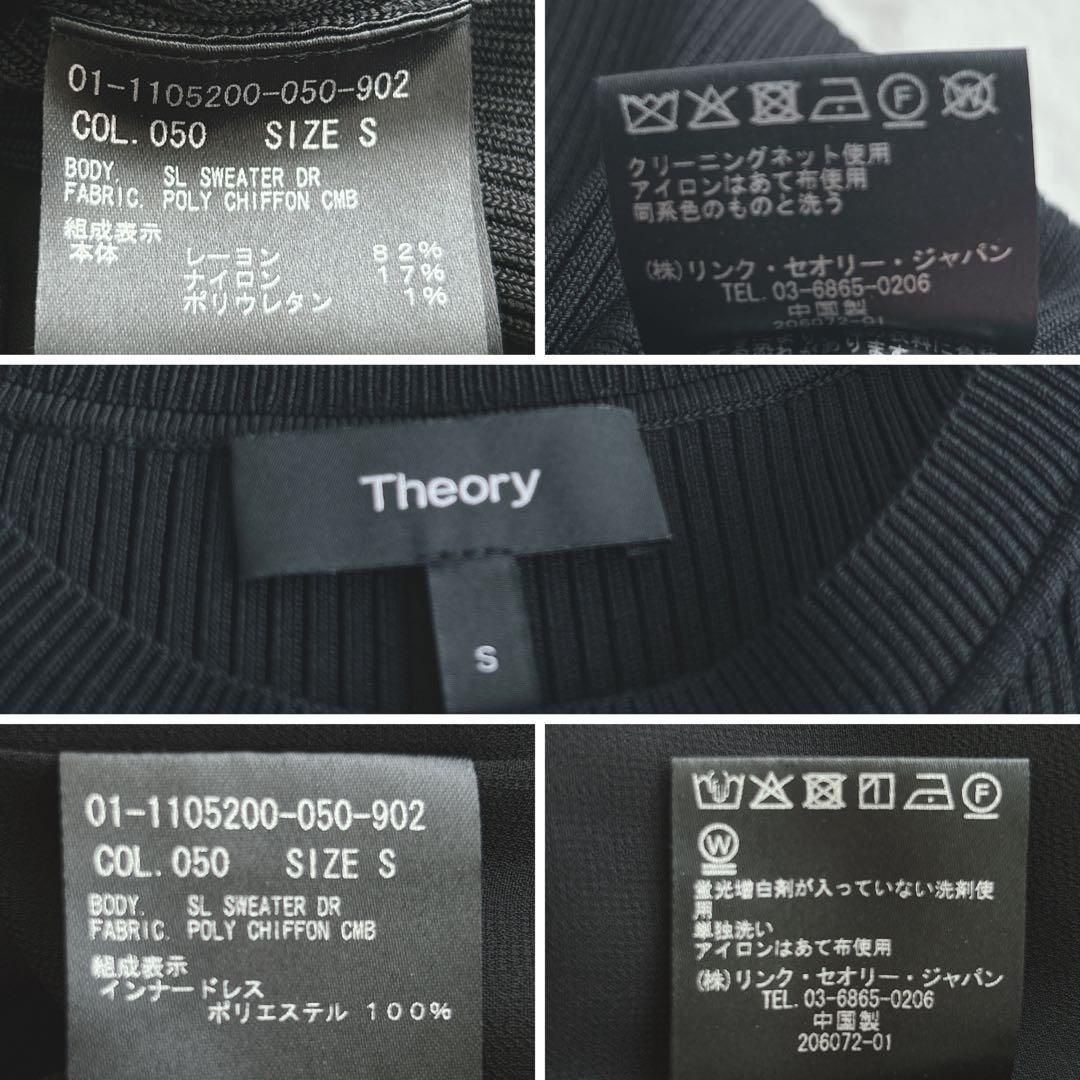 01-1105200-050-902
COL. 050 SIZE S
BODY. SL SWEATER DR
FABRIC. POLY CHIFFON CMB
組成表示
本体
レーヨン 82%
ナイロン 17%
ポリウレタン 1%
F
W
クリーニングネット使用
アイロンはあて布使用
同系色のものと洗う
(株)リンク・セオリー・ジャパン
TEL. 03-6865-0206
中国製
206072-01
Theory
S
01-1105200-050-902
COL. 050 SIZE S
BODY. SL SWEATER DR
FABRIC. POLY CHIFFON CMB
組成表示
インナードレス
ポリエステル 100%
F
W
蛍光増白剤が入っていない洗剤使
用
単独洗い
アイロンはあて布使用
(株)リンク・セオリー・ジャパン
TEL. 03-6865-0206
中国製
206072-01